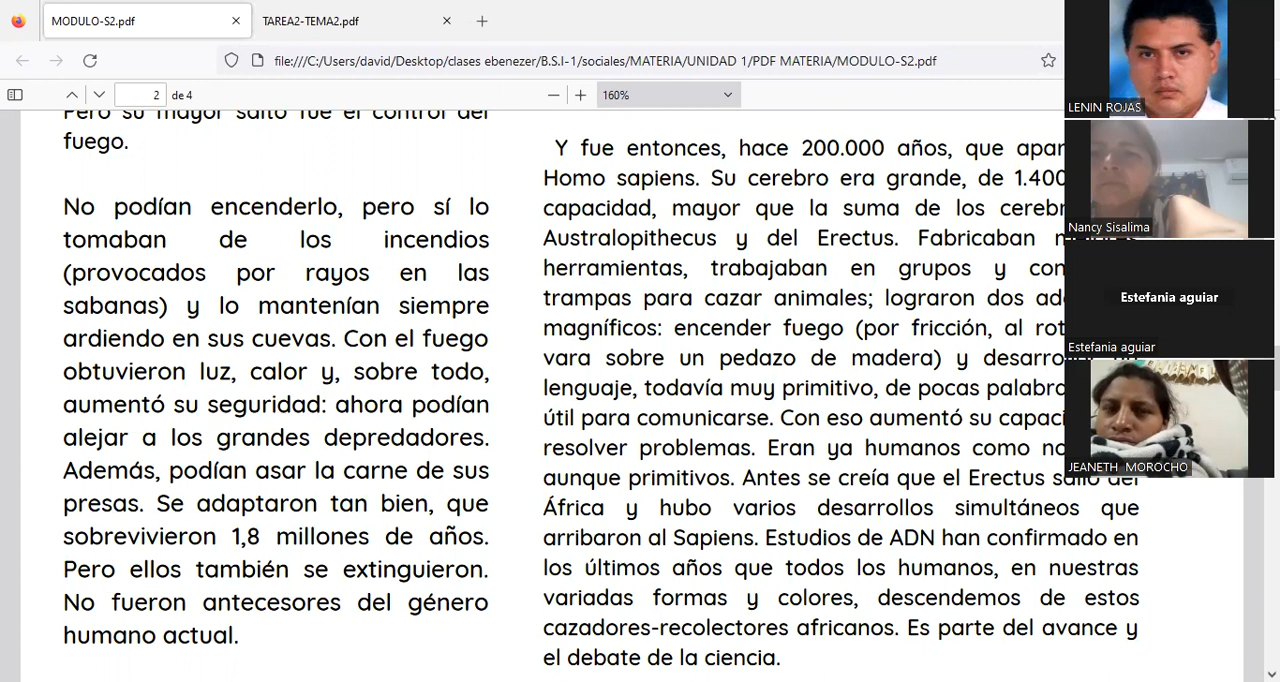 MODULO-S2.pdf
TAREA2-TEMA2.pdf
file:///C:/Users/david/Desktop/clases ebenezer/B.S.I-1/sociales/MATERIA/UNIDAD 1/PDF MATERIA/MODULO-S2.pdf
2 de 4
160%
Pero su mayor salto fue el control del
fuego.
No podían encenderlo, pero sí lo
tomaban de los incendios
(provocados por rayos en las
sabanas) y lo mantenían siempre
ardiendo en sus cuevas. Con el fuego
obtuvieron luz, calor y, sobre todo,
aumentó su seguridad: ahora podían
alejar a los grandes depredadores.
Además, podían asar la carne de sus
presas. Se adaptaron tan bien, que
sobrevivieron 1,8 millones de años.
Pero ellos también se extinguieron.
No fueron antecesores del género
humano actual.
Y fue entonces, hace 200.000 años, que
Homo sapiens. Su cerebro era grande, de 1.400
capacidad, mayor que la suma de los
Australopithecus y del Erectus. Fabricaban
herramientas, trabajaban en grupos y
trampas para cazar animales; lograron dos
magníficos: encender fuego (por fricción, al
vara sobre un pedazo de madera) y
lenguaje, todavía muy primitivo, de pocas
útil para comunicarse. Con eso aumentó su
resolver problemas. Eran ya humanos como
aunque primitivos. Antes se creía que el Erectus salió del
África y hubo varios desarrollos simultáneos que
arribaron al Sapiens. Estudios de ADN han confirmado en
los últimos años que todos los humanos, en nuestras
variadas formas y colores, descendemos de estos
cazadores-recolectores africanos. Es parte del avance y
el debate de la ciencia.
LENIN ROJAS
Nancy Sisalima
Estefania aguiar
Estefania aguiar
JEANETH MOROCHO